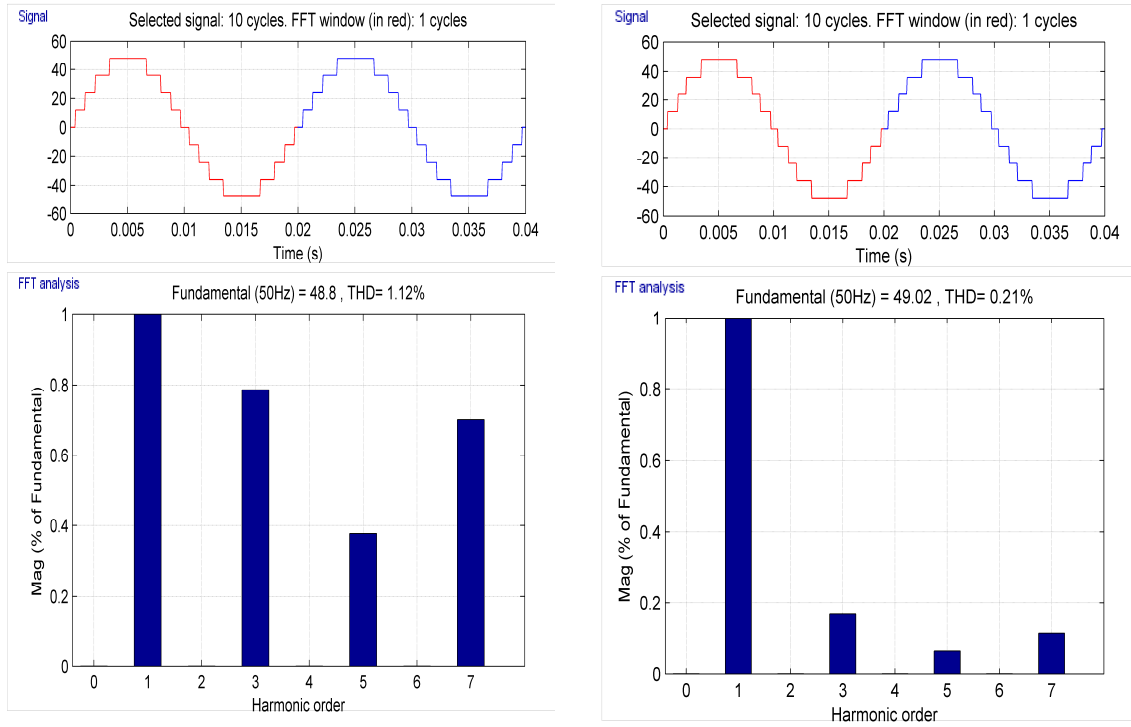 Signal
Selected signal: 10 cycles. FFT window (in red): 1 cycles
60
40
20
0
-20
-40
-60
0 0.005 0.01 0.015 0.02 0.025 0.03 0.035 0.04
Time (s)
FFT analysis
Fundamental (50Hz) = 48.8 , THD= 1.12%
Mag (% of Fundamental)
1
0.8
0.6
0.4
0.2
0
0 1 2 3 4 5 6 7
Harmonic order
Signal
Selected signal: 10 cycles. FFT window (in red): 1 cycles
60
40
20
0
-20
-40
-60
0 0.005 0.01 0.015 0.02 0.025 0.03 0.035 0.04
Time (s)
FFT analysis
Fundamental (50Hz) = 49.02 , THD= 0.21%
Mag (% of Fundamental)
1
0.8
0.6
0.4
0.2
0
0 1 2 3 4 5 6 7
Harmonic order